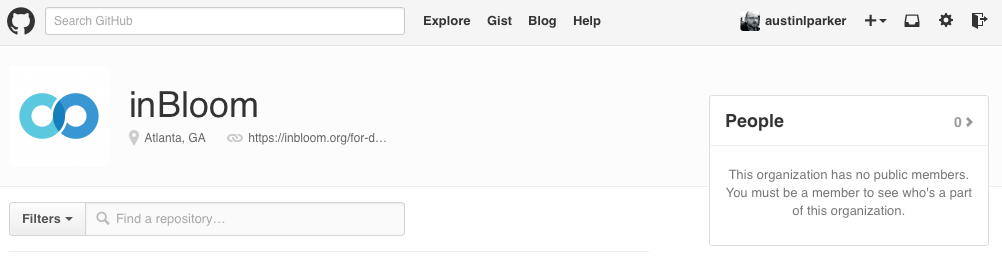 Search GitHub Explore Gist Blog Help austinlparker
inBloom
Atlanta, GA https://inbloom.org/for-d…
People 0
This organization has no public members.
You must be a member to see who's a part
of this organization.
Filters Find a repository…